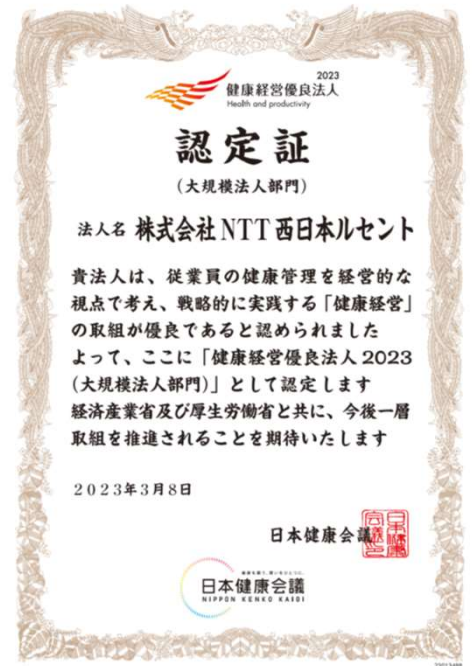 2023
健康経営優良法人
Health and productivity
認定証
（大規模法人部門）
法人名 株式会社NTT西日本ルセント
貴法人は、従業員の健康管理を経営的な
視点で考え、戦略的に実践する「健康経営」
の取組が優良であると認められました
よって、ここに「健康経営優良法人2023
（大規模法人部門）」として認定します
経済産業省及び厚生労働省と共に、今後一層
取組を推進されることを期待いたします
2023年3月8日
日本健康会議
日本健康会議
NIPPON KENKO KAIGI